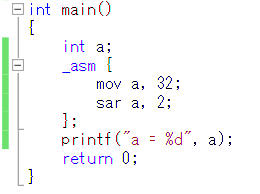 int main()
{
    int a;
    _asm {
        mov a, 32;
        sar a, 2;
    };
    printf("a = %d", a);
    return 0;
}